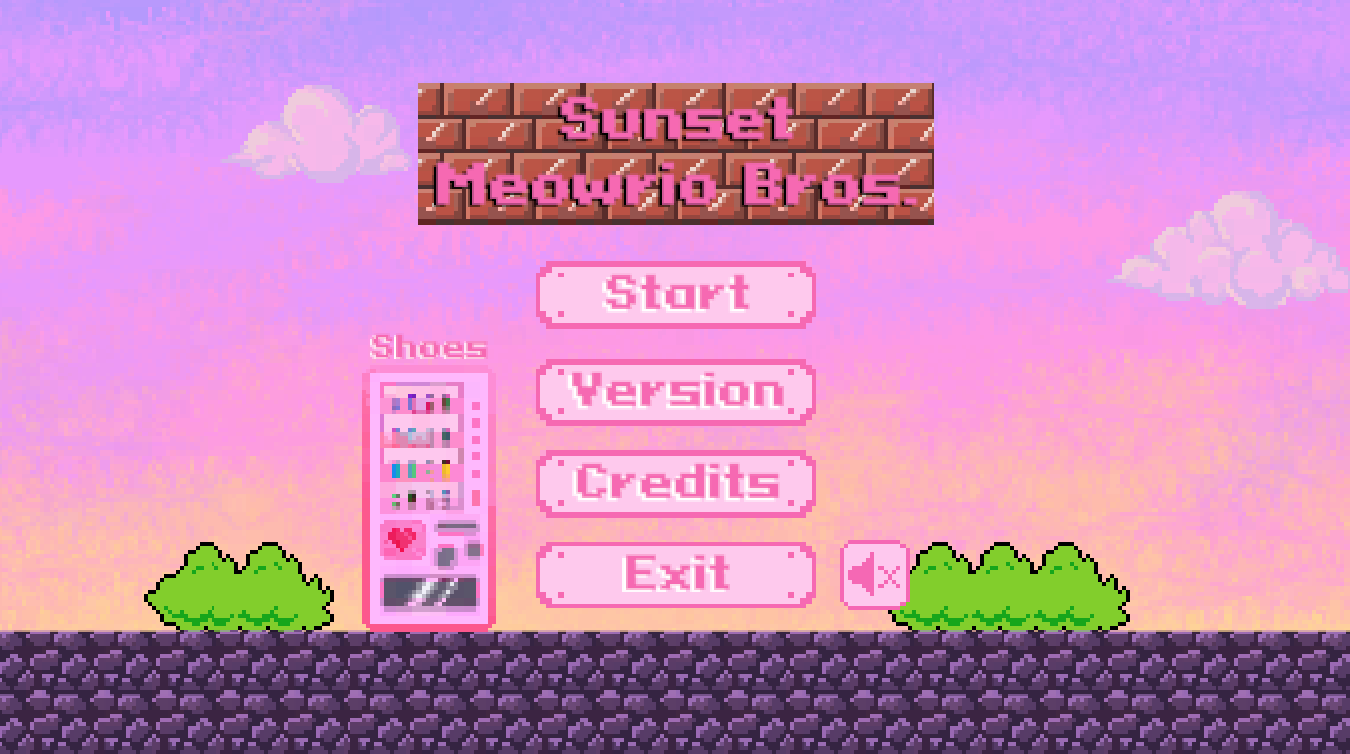 Sunset
Meowrio Bros.
Start
Shoes
Version
Credits
Exit